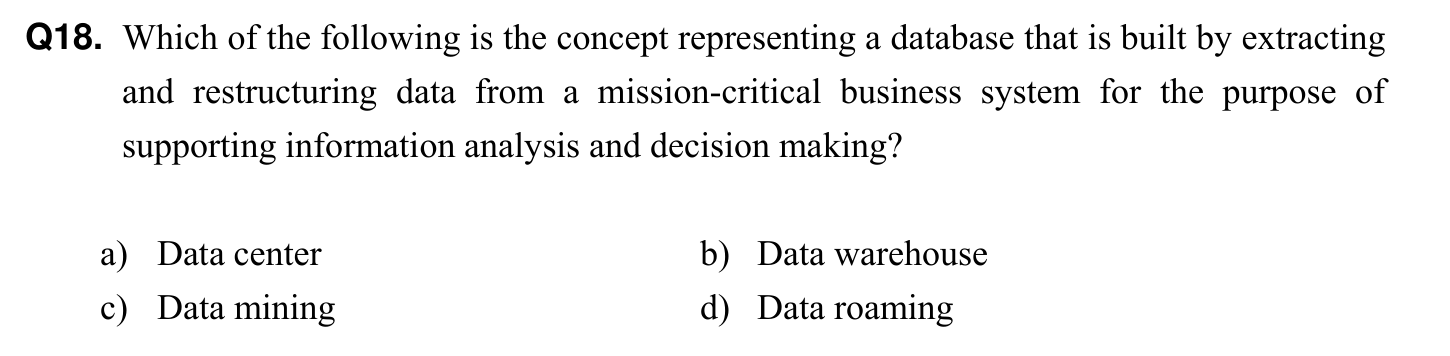 Q18. Which of the following is the concept representing a database that is built by extracting
and restructuring data from a mission-critical business system for the purpose of
supporting information analysis and decision making?
a) Data center b) Data warehouse
c) Data mining d) Data roaming